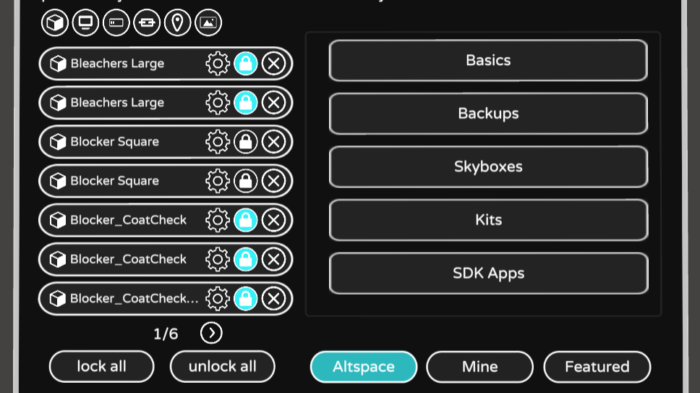 Bleachers Large
Bleachers Large
Blocker Square
Blocker Square
Blocker_CoatCheck
Blocker_CoatCheck
Blocker_CoatCheck...
1/6
lock all
unlock all
Basics
Backups
Skyboxes
Kits
SDK Apps
Altspace
Mine
Featured